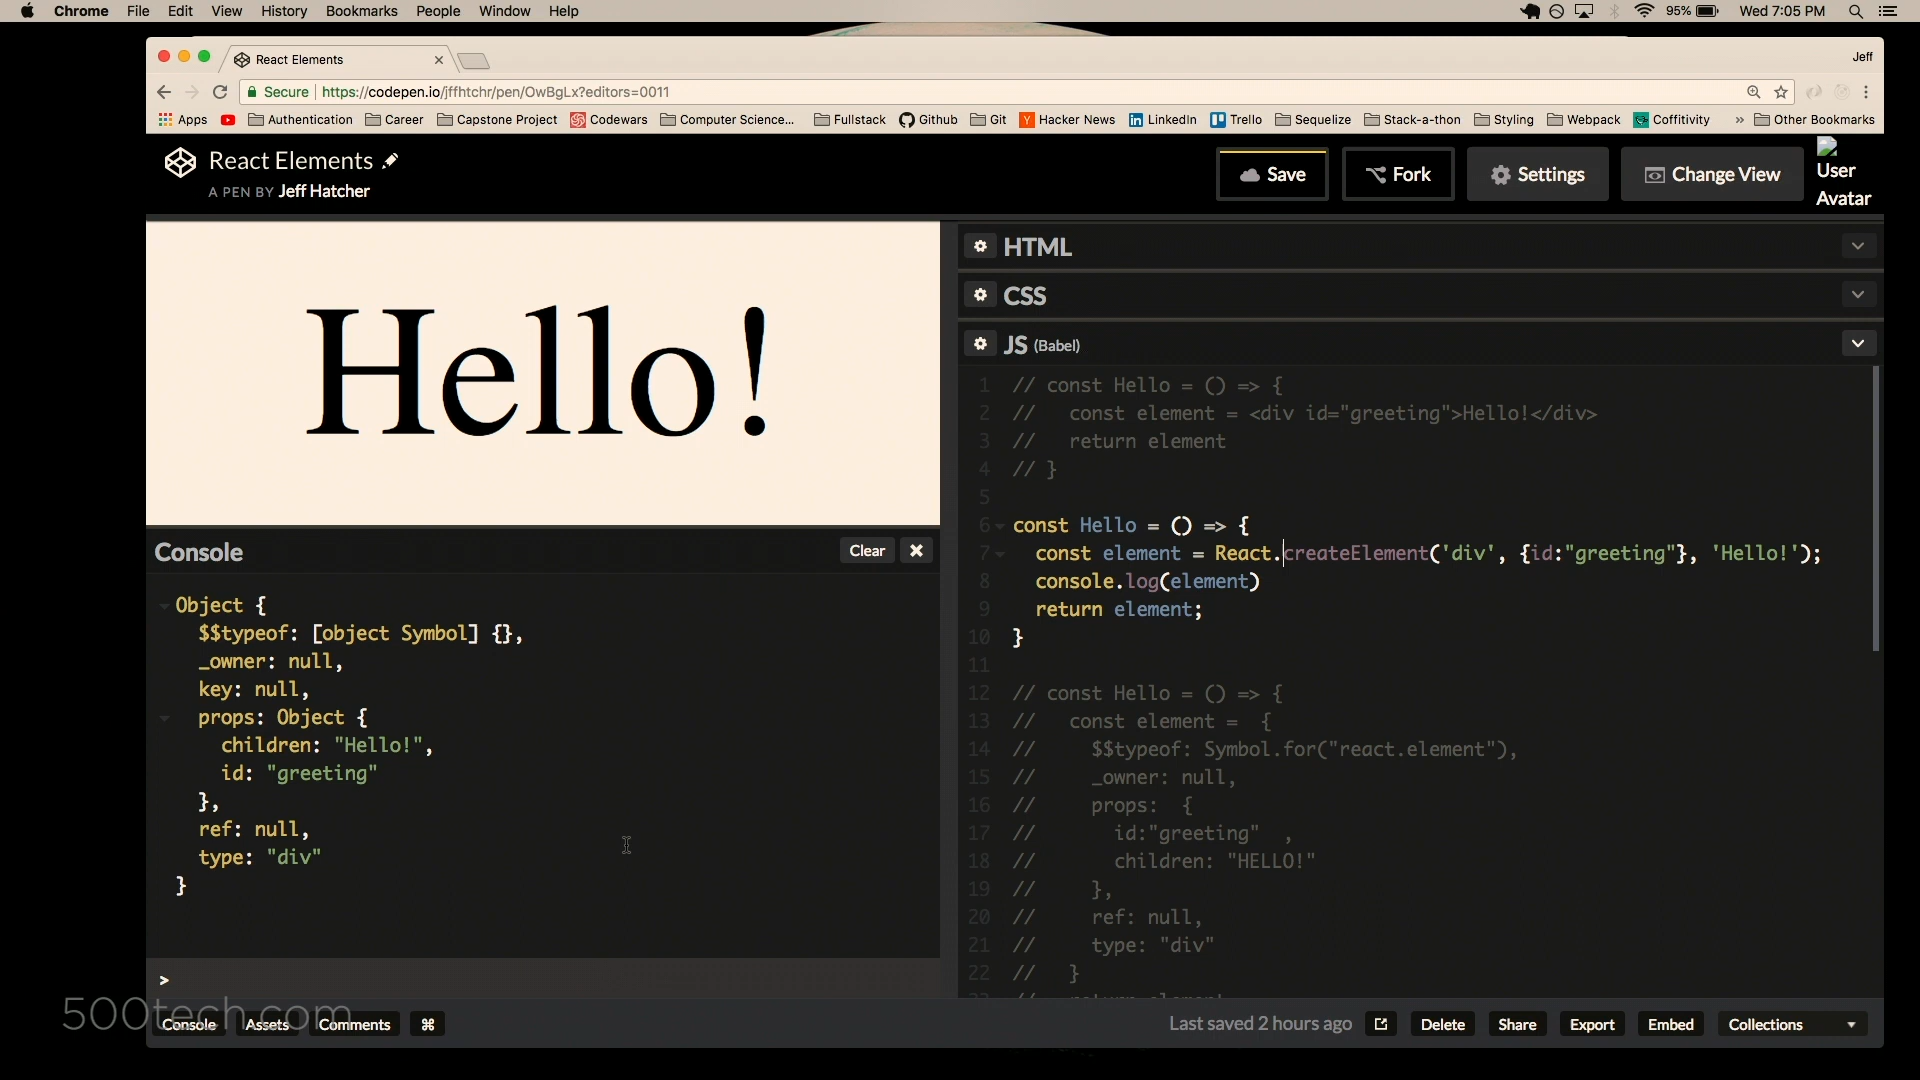 Chrome File Edit View History Bookmarks People Window Help 95% Wed 7:05 PM
React Elements Jeff
Secure https://codepen.io/jffhtchr/pen/OwBgLx?editors=0011
Apps Authentication Career Capstone Project Codewars Computer Science... Fullstack Github Git Hacker News LinkedIn Trello Sequelize Stack-a-thon Styling Webpack Coffitivity » Other Bookmarks
React Elements
A PEN BY Jeff Hatcher
Save Fork Settings Change View
User
Avatar
Hello!
Console Clear
Object {
$$typeof: [object Symbol] {},
_owner: null,
key: null,
props: Object {
children: "Hello!",
id: "greeting"
},
ref: null,
type: "div"
}
>
HTML
CSS
JS (Babel)
1 // const Hello = () => {
2 //   const element = <div id="greeting">Hello!</div>
3 //   return element
4 // }
5
6 const Hello = () => {
7   const element = React.createElement('div', {id:"greeting"}, 'Hello!');
8   console.log(element)
9   return element;
10 }
11
12 // const Hello = () => {
13 //   const element =  {
14 //     $$typeof: Symbol.for("react.element"),
15 //     _owner: null,
16 //     props:  {
17 //       id:"greeting"  ,
18 //       children: "HELLO!"
19 //     },
20 //     ref: null,
21 //     type: "div"
22 //   }
500tech.com
Console Assets Comments ⌘ Last saved 2 hours ago Delete Share Export Embed Collections